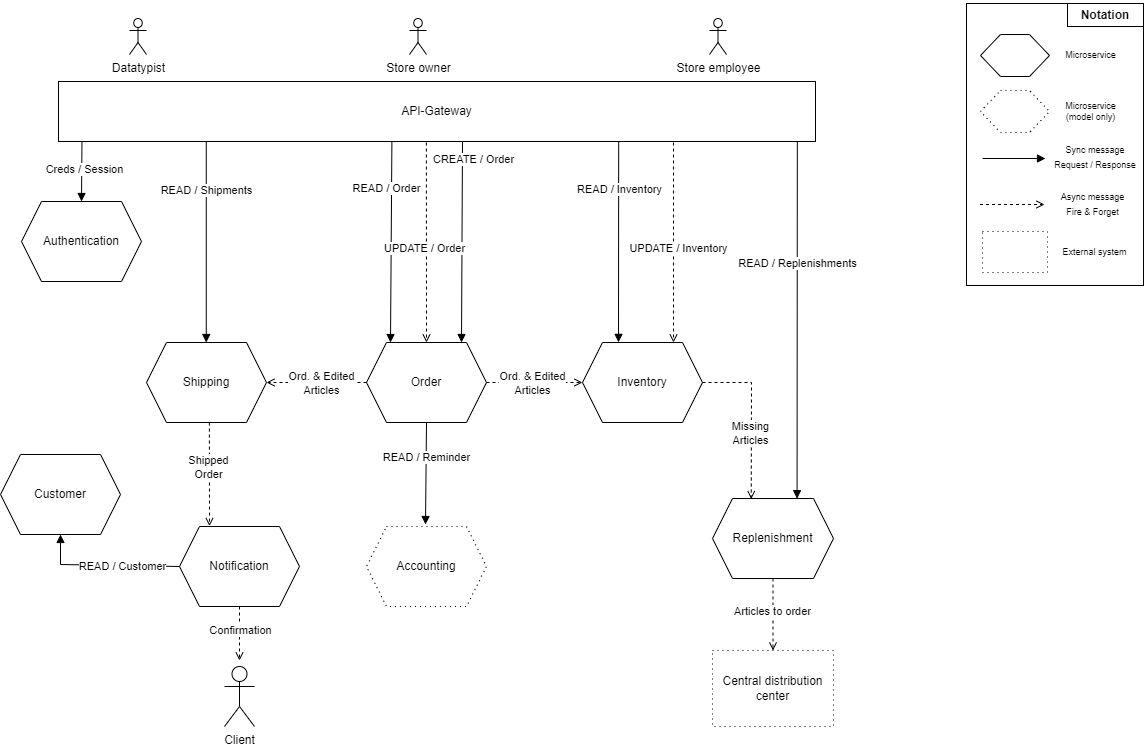 Notation
Datatypist
Store owner
Store employee
Microservice
API-Gateway
Microservice
(model only)
Sync message
Request / Response
Async message
Fire & Forget
External system
CREATE / Order
Creds / Session
READ / Shipments
READ / Order
READ / Inventory
Authentication
UPDATE / Order
UPDATE / Inventory
READ / Replenishments
Shipping
Ord. & Edited
Articles
Order
Ord. & Edited
Articles
Inventory
Missing
Articles
Shipped
Order
READ / Reminder
Customer
READ / Customer
Notification
Accounting
Replenishment
Confirmation
Articles to order
Central distribution
center
Client